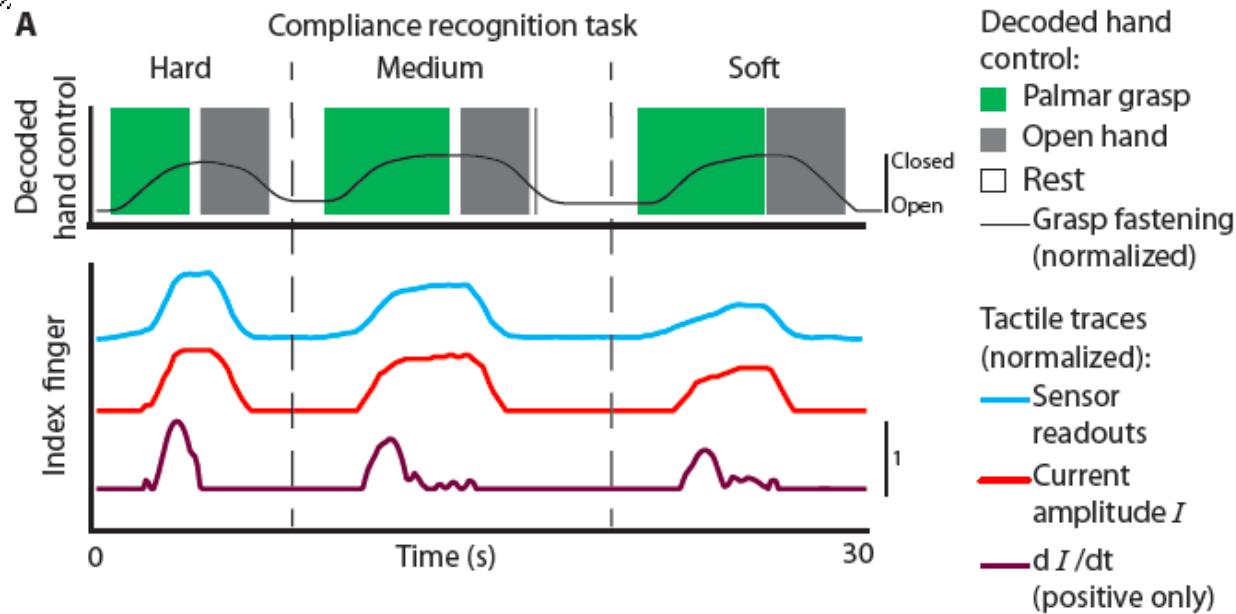 A
Compliance recognition task
Hard
Medium
Soft
Decoded
hand control
Closed
Open
Index finger
1
0
Time (s)
30
Decoded hand
control:
Palmar grasp
Open hand
Rest
Grasp fastening
(normalized)
Tactile traces
(normalized):
Sensor
readouts
Current
amplitude I
d I /dt
(positive only)